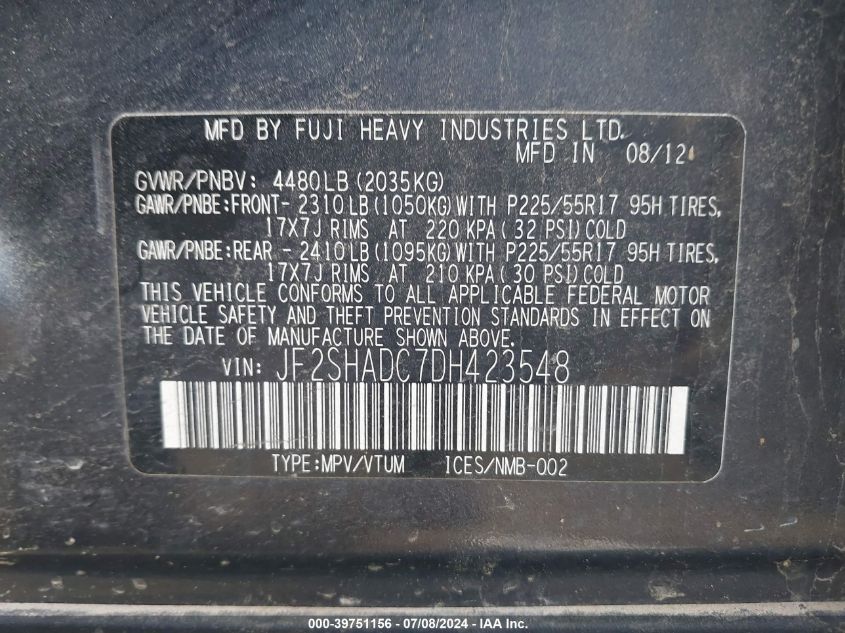 MFD BY FUJI HEAVY INDUSTRIES LTD.
MFD IN 08/12
GVWR/PNBV: 4480LB(2035KG)
GAWR/PNBE:FRONT- 2310LB(1050KG)WITH P225/55R17 95H TIRES,
17X7J RIMS AT 220 KPA( 32 PSI)COLD
GAWR/PNBE:REAR - 2410LB(1095KG)WITH P225/55R17 95H TIRES,
17X7J RIMS AT 210 KPA( 30 PSI)COLD
THIS VEHICLE CONFORMS TO ALL APPLICABLE FEDERAL MOTOR
VEHICLE SAFETY AND THEFT PREVENTION STANDARDS IN EFFECT ON
THE DATE OF MANUFACTURE SHOWN ABOVE.
VIN: JF2SHADC7DH423548
TYPE:MPV/VTUM ICES/NMB-002
000-39751156 - 07/08/2024 - © IAA Inc.